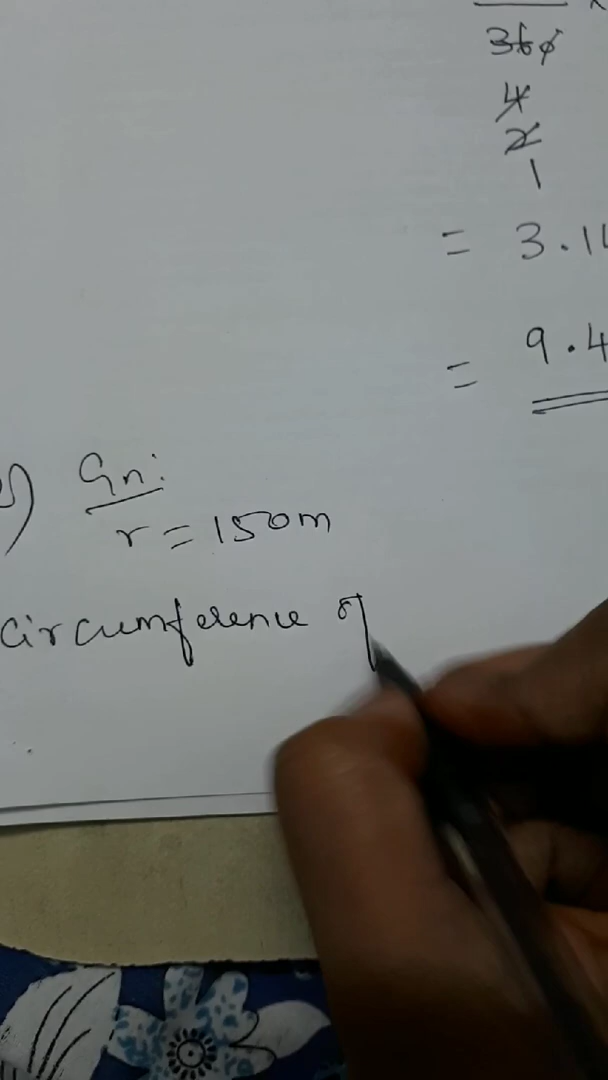 360
4
2
1
= 3.14
= 9.4
Gn:
r = 150m
circumference of